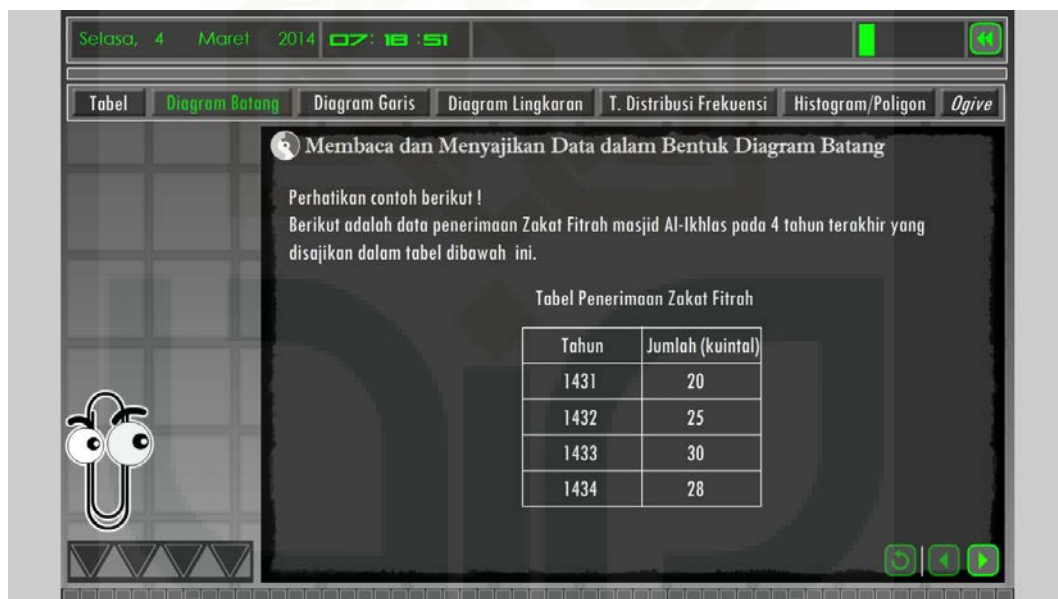 Selasa, 4 Maret 2014 07:18:51
Tabel Diagram Batang Diagram Garis Diagram Lingkaran T. Distribusi Frekuensi Histogram/Poligon Ogive
Membaca dan Menyajikan Data dalam Bentuk Diagram Batang
Perhatikan contoh berikut !
Berikut adalah data penerimaan Zakat Fitrah masjid Al-Ikhlas pada 4 tahun terakhir yang
disajikan dalam tabel dibawah ini.
Tabel Penerimaan Zakat Fitrah
Tahun Jumlah (kuintal)
1431 20
1432 25
1433 30
1434 28